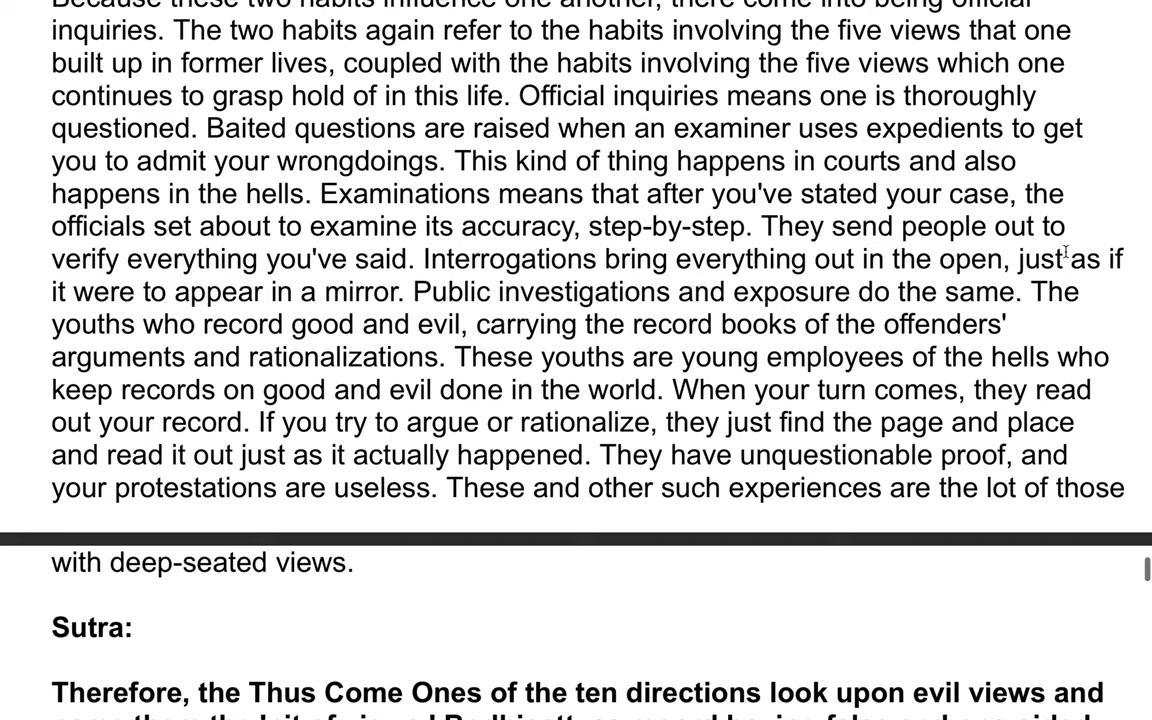 Because these two habits influence one another, there come into being official
inquiries. The two habits again refer to the habits involving the five views that one
built up in former lives, coupled with the habits involving the five views which one
continues to grasp hold of in this life. Official inquiries means one is thoroughly
questioned. Baited questions are raised when an examiner uses expedients to get
you to admit your wrongdoings. This kind of thing happens in courts and also
happens in the hells. Examinations means that after you've stated your case, the
officials set about to examine its accuracy, step-by-step. They send people out to
verify everything you've said. Interrogations bring everything out in the open, just as if
it were to appear in a mirror. Public investigations and exposure do the same. The
youths who record good and evil, carrying the record books of the offenders'
arguments and rationalizations. These youths are young employees of the hells who
keep records on good and evil done in the world. When your turn comes, they read
out your record. If you try to argue or rationalize, they just find the page and place
and read it out just as it actually happened. They have unquestionable proof, and
your protestations are useless. These and other such experiences are the lot of those
with deep-seated views.
Sutra:
Therefore, the Thus Come Ones of the ten directions look upon evil views and